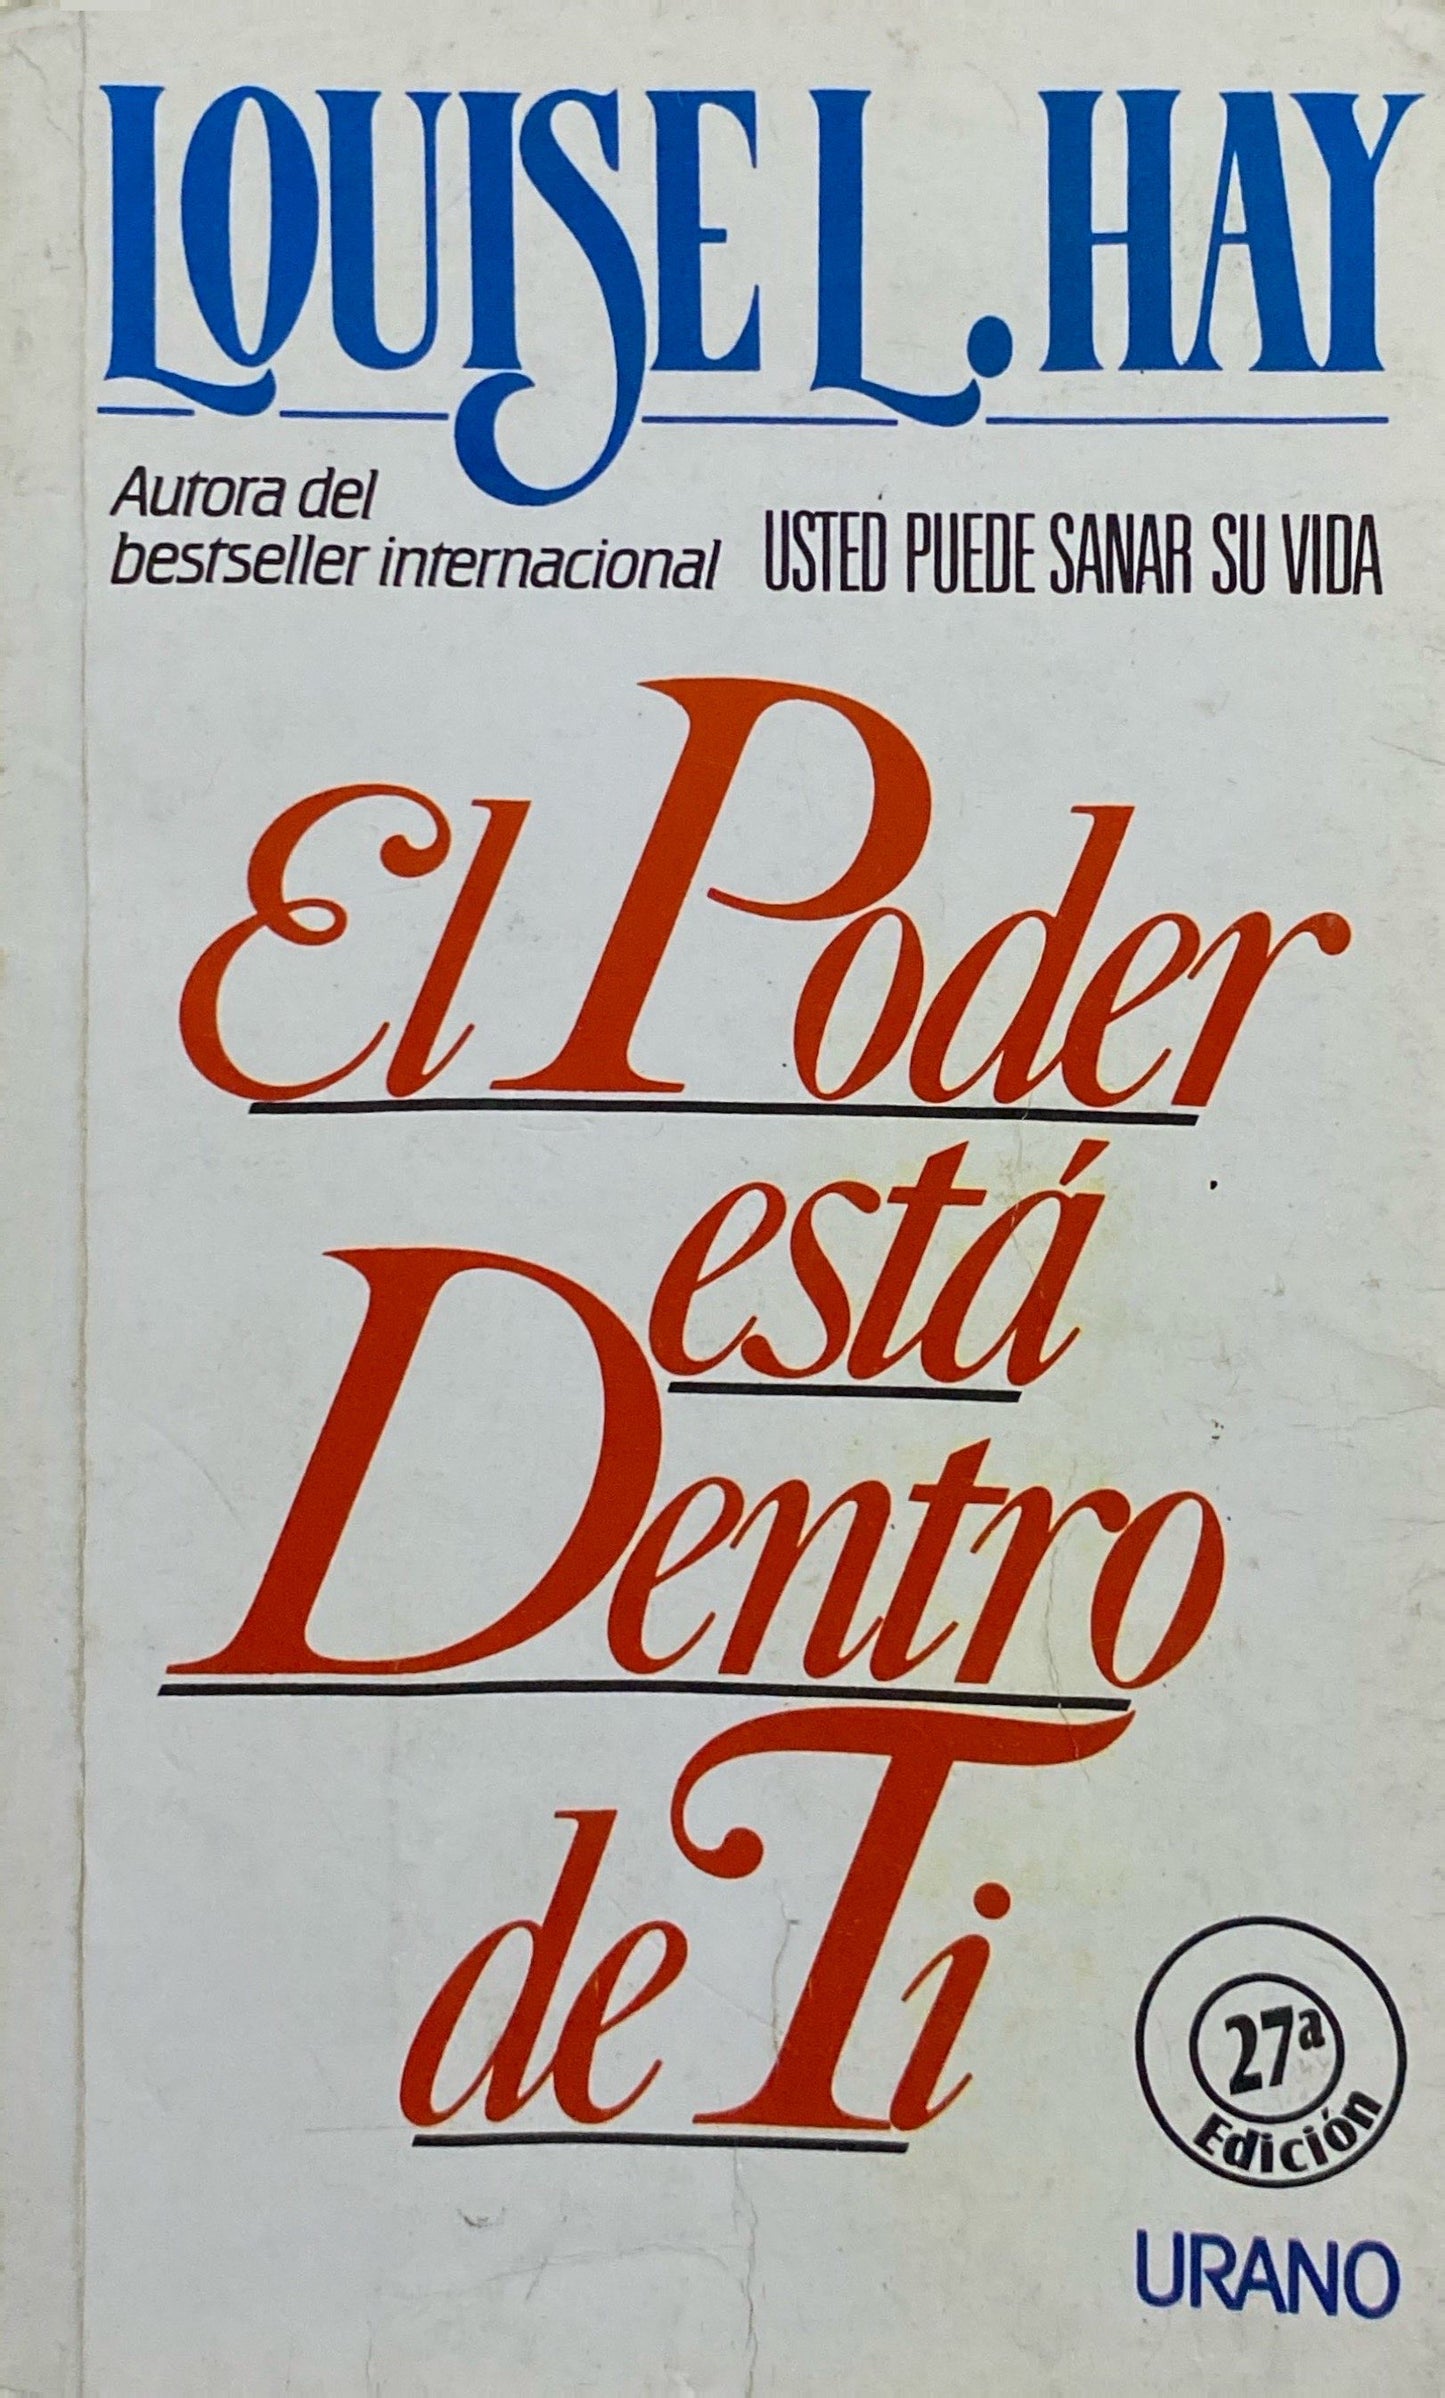 LOUISE L. HAY
Autora del
bestseller internacional USTED PUEDE SANAR SU VIDA
El Poder
está
Dentro
de Ti
27ª
Edición
URANO